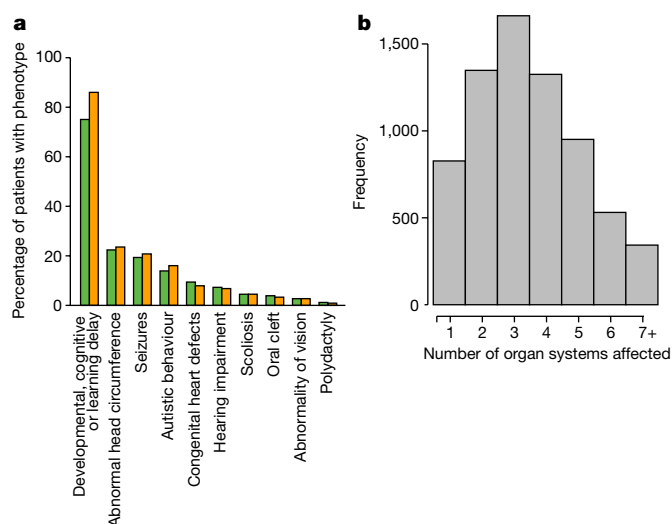 a
Percentage of patients with phenotype
100
80
60
40
20
0
Developmental, cognitive
or learning delay
Abnormal head circumference
Seizures
Autistic behaviour
Congenital heart defects
Hearing impairment
Scoliosis
Oral cleft
Abnormality of vision
Polydactyly
b
Frequency
1,500
1,000
500
0
1 2 3 4 5 6 7+
Number of organ systems affected